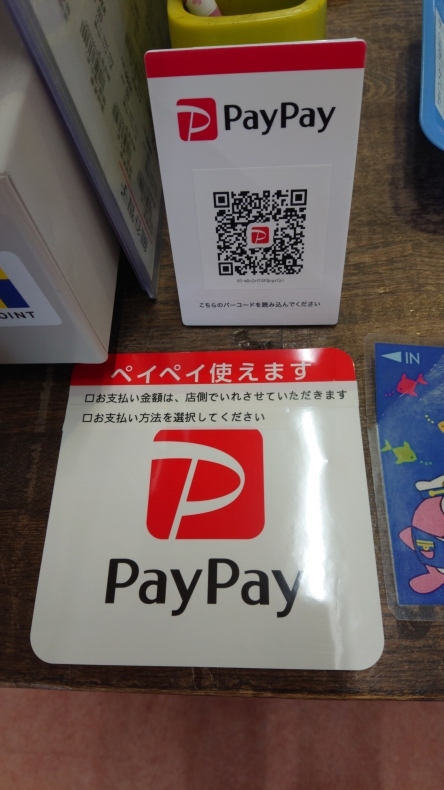 PayPay
こちらのバーコードを読み込んでください
OINT
ペイペイ使えます
□お支払い金額は、店側でいれさせていただきます
□お支払い方法を選択してください
PayPay
IN